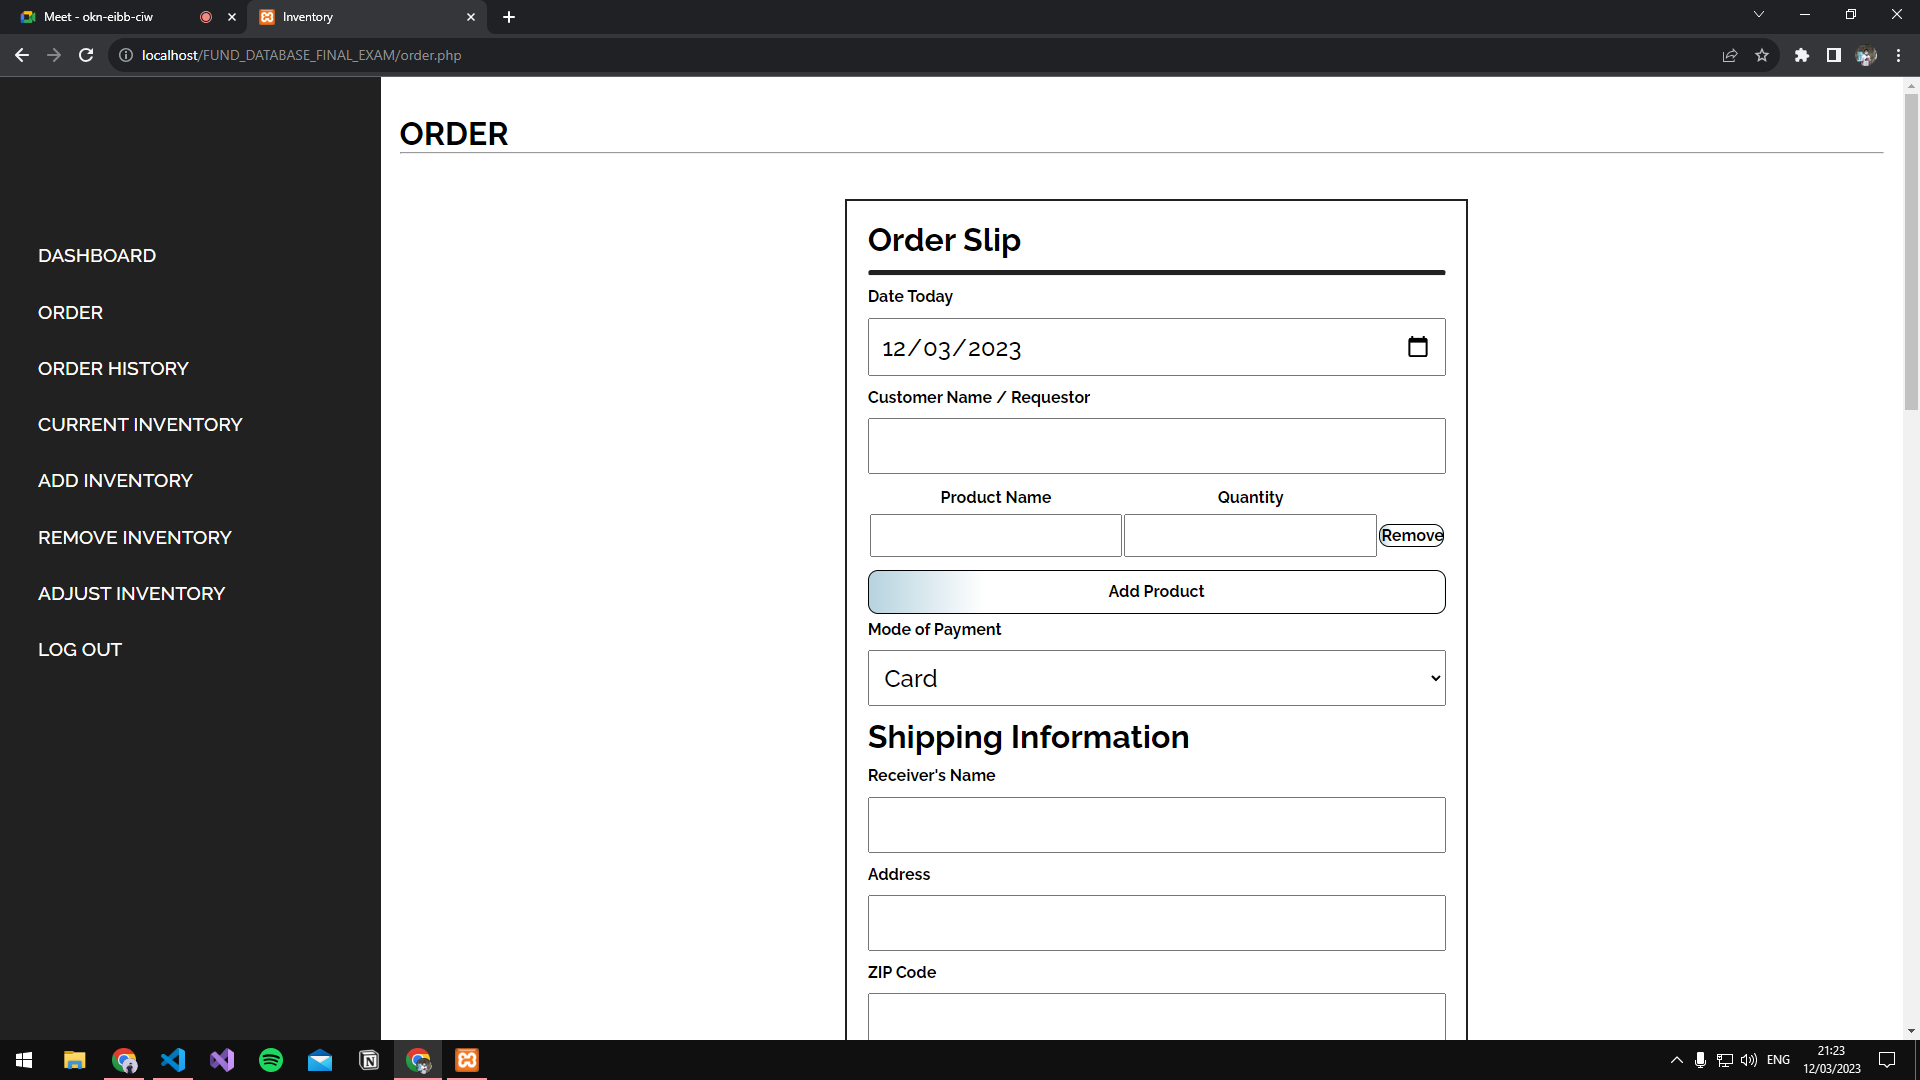 Meet - okn-eibb-ciw
Inventory
localhost/FUND_DATABASE_FINAL_EXAM/order.php
DASHBOARD
ORDER
ORDER HISTORY
CURRENT INVENTORY
ADD INVENTORY
REMOVE INVENTORY
ADJUST INVENTORY
LOG OUT
ORDER
Order Slip
Date Today
12/03/2023
Customer Name / Requestor
Product Name Quantity
Remove
Add Product
Mode of Payment
Card
Shipping Information
Receiver's Name
Address
ZIP Code
ENG
21:23
12/03/2023